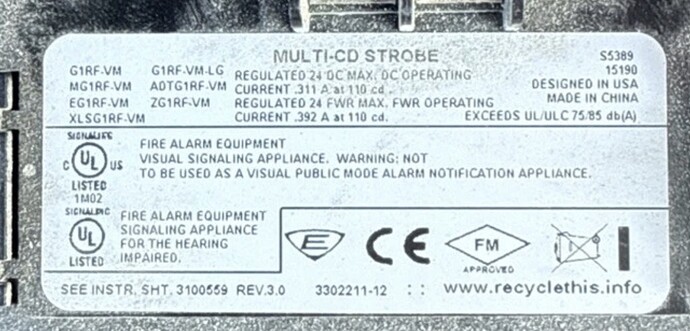 MULTI-CD STROBE
G1RF-VM G1RF-VM-LG
MG1RF-VM ADTG1RF-VM
EG1RF-VM ZG1RF-VM
XLSG1RF-VM
REGULATED 24 DC MAX. DC OPERATING
CURRENT .311 A at 110 cd.
REGULATED 24 FWR MAX. FWR OPERATING
CURRENT .392 A at 110 cd.
S5389
15190
DESIGNED IN USA
MADE IN CHINA
EXCEEDS UL/ULC 75/85 db(A)
SIGNALING
C UL US
LISTED
1M02
FIRE ALARM EQUIPMENT
VISUAL SIGNALING APPLIANCE. WARNING: NOT
TO BE USED AS A VISUAL PUBLIC MODE ALARM NOTIFICATION APPLIANCE.
SIGNALING
UL
LISTED
FIRE ALARM EQUIPMENT
SIGNALING APPLIANCE
FOR THE HEARING
IMPAIRED.
E
CE
FM
APPROVED
SEE INSTR. SHT. 3100559 REV.3.0
3302211-12 : :
www.recyclethis.info